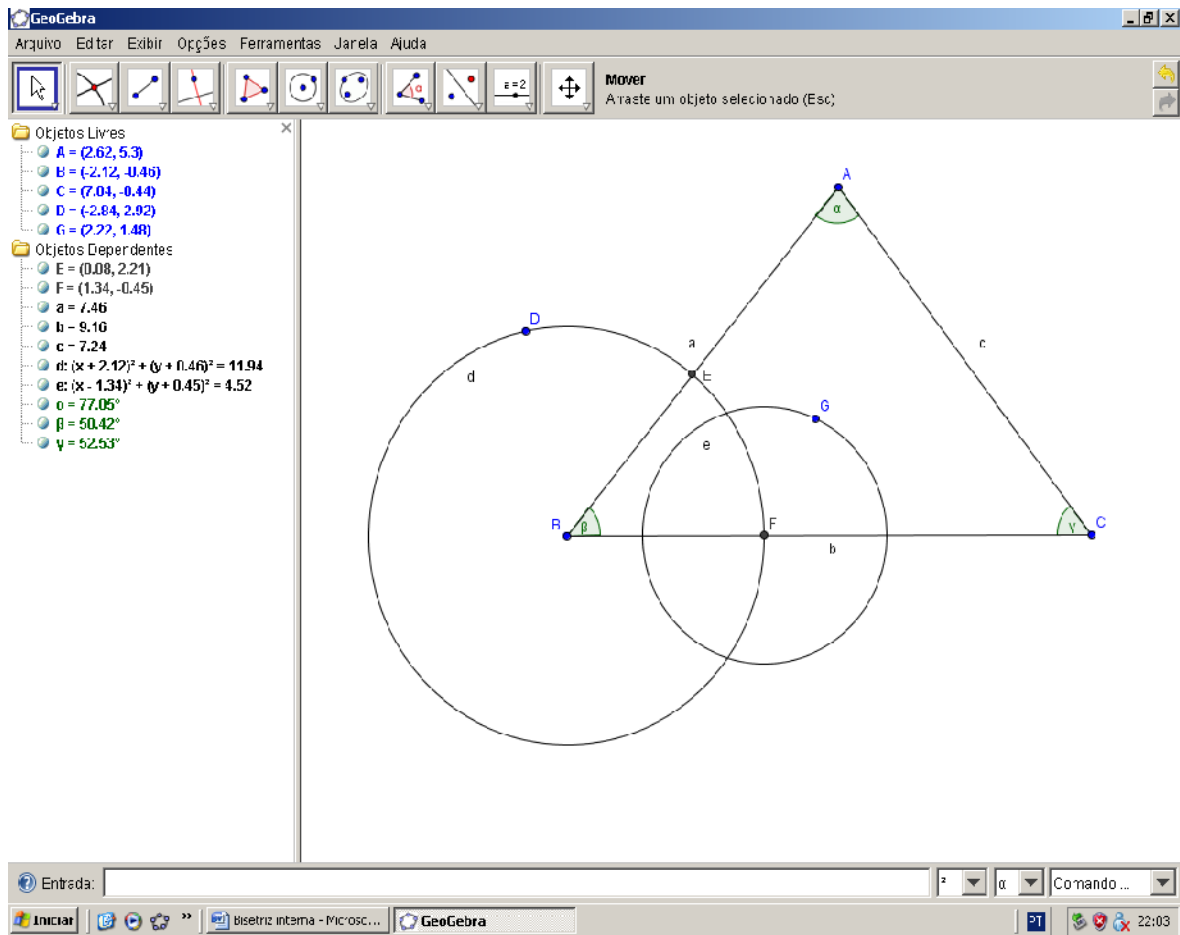 GeoGebra
Arquivo Editar Exibir Opções Ferramentas Janela Ajuda
α
a=2
Mover
Arraste um objeto selecionado (Esc)
Objetos Livres
A = (2.62, 5.3)
B = (-2.12, -0.46)
C = (7.04, -0.44)
D = (-2.84, 2.92)
G = (2.22, 1.48)
Objetos Dependentes
E = (0.08, 2.21)
F = (1.34, -0.45)
a = 7.46
b = 9.16
c = 7.24
d: (x + 2.12)² + (y + 0.46)² = 11.94
e: (x - 1.34)² + (y + 0.45)² = 4.52
α = 77.05°
β = 50.42°
γ = 52.53°
A
α
D
a
c
d
E
G
e
B
β
F
γ
C
b
Entrada:
²
α
Comando ...
Iniciar
»
Bisetriz interna - Microsc...
GeoGebra
PT
22:03